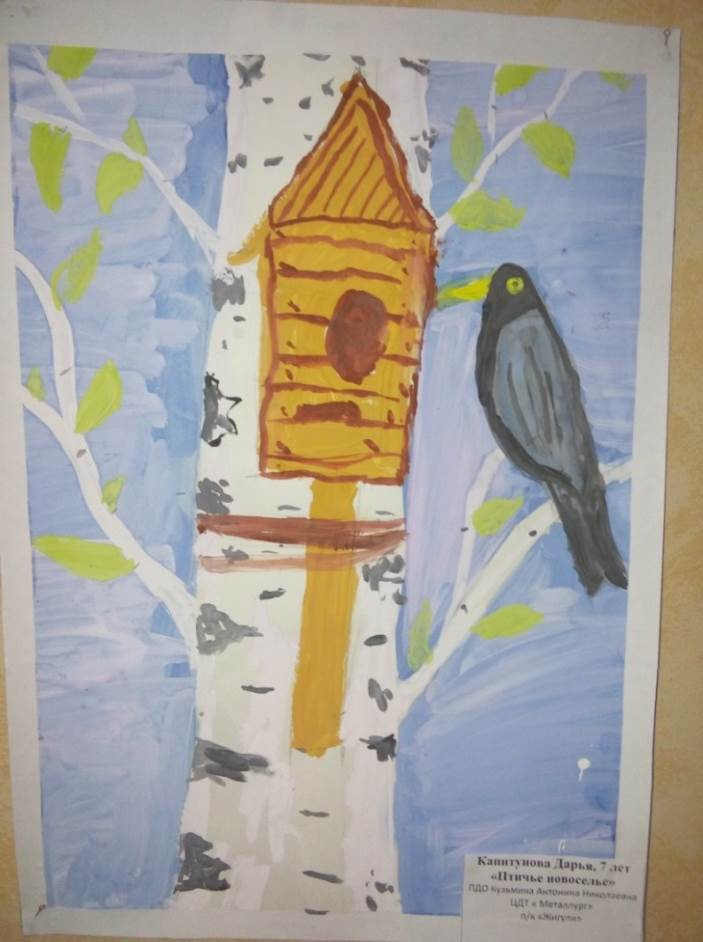 Капитунова Дарья, 7 лет
«Птичье новоселье»
ПДО Кузьмина Антонина Николаевна
ЦДТ « Металлург»
п/к «Жигули»